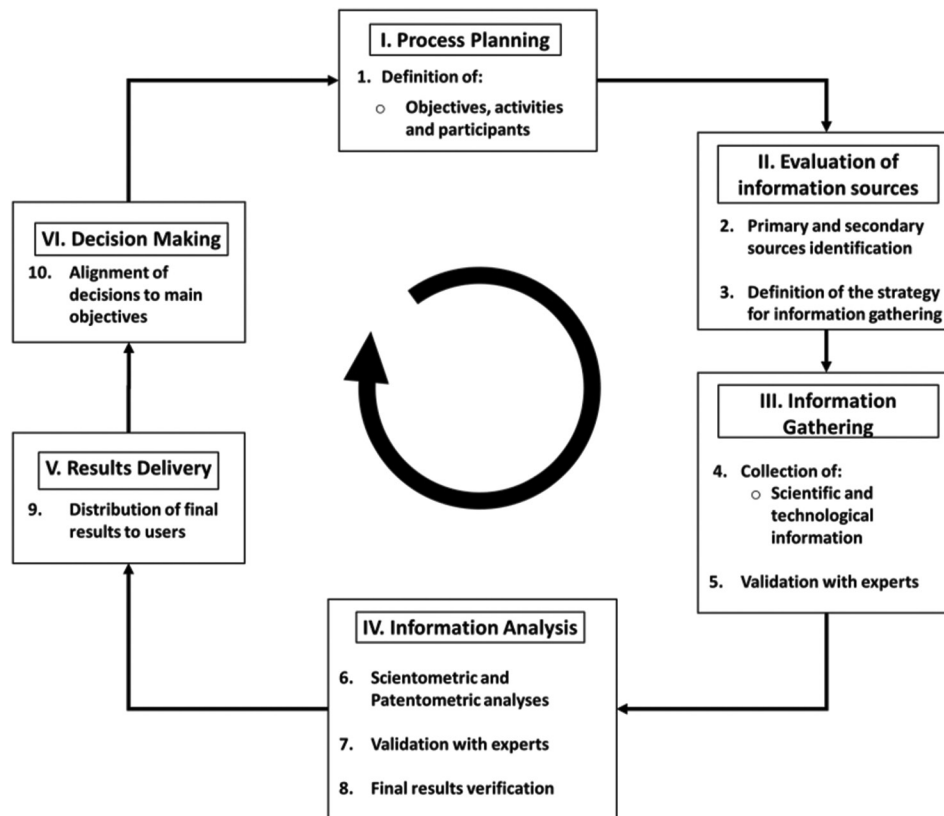 I. Process Planning
1. Definition of:
o Objectives, activities
and participants
II. Evaluation of
information sources
2. Primary and secondary
sources identification
3. Definition of the strategy
for information gathering
III. Information
Gathering
4. Collection of:
o Scientific and
technological
information
5. Validation with experts
IV. Information Analysis
6. Scientometric and
Patentometric analyses
7. Validation with experts
8. Final results verification
V. Results Delivery
9. Distribution of final
results to users
VI. Decision Making
10. Alignment of
decisions to main
objectives